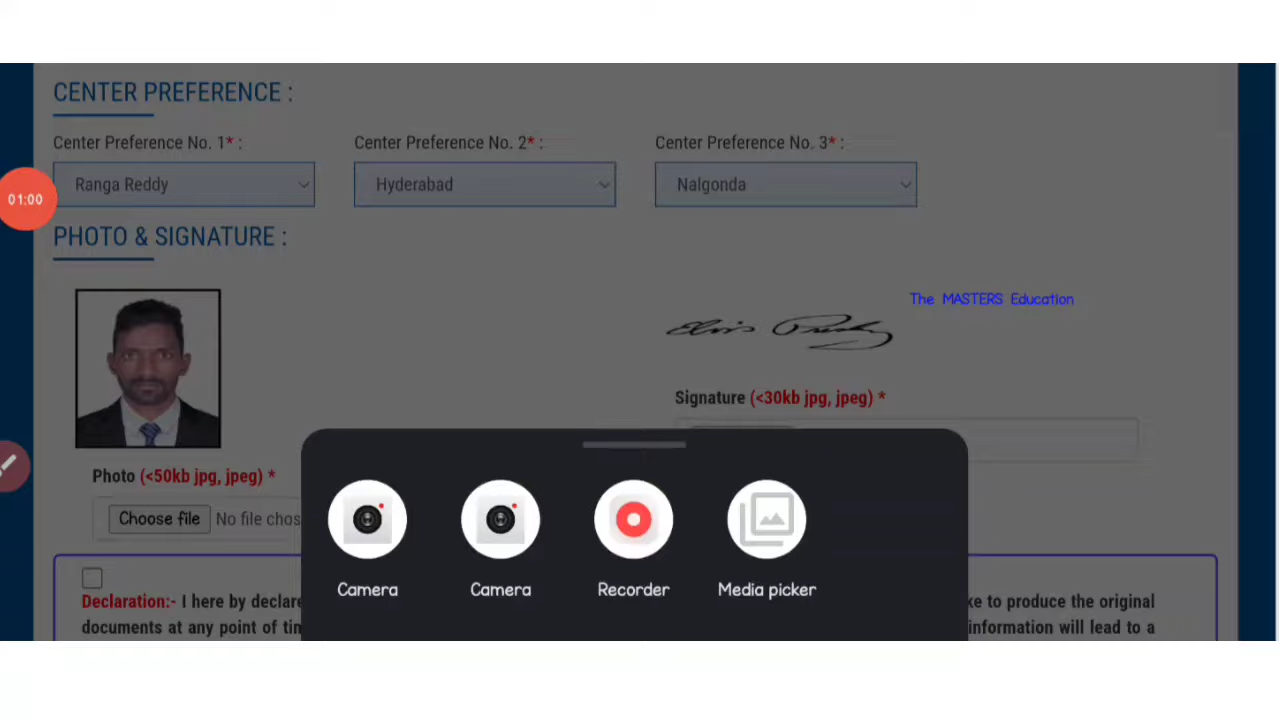 CENTER PREFERENCE :
Center Preference No. 1* :
Center Preference No. 2* :
Center Preference No. 3* :
Ranga Reddy
Hyderabad
Nalgonda
01:00
PHOTO & SIGNATURE :
The MASTERS Education
Elvis Presley
Signature (<30kb jpg, jpeg) *
Photo (<50kb jpg, jpeg) *
Choose file No file chos
Camera
Camera
Recorder
Media picker
Declaration:- I here by declare
ke to produce the original
documents at any point of tim
information will lead to a